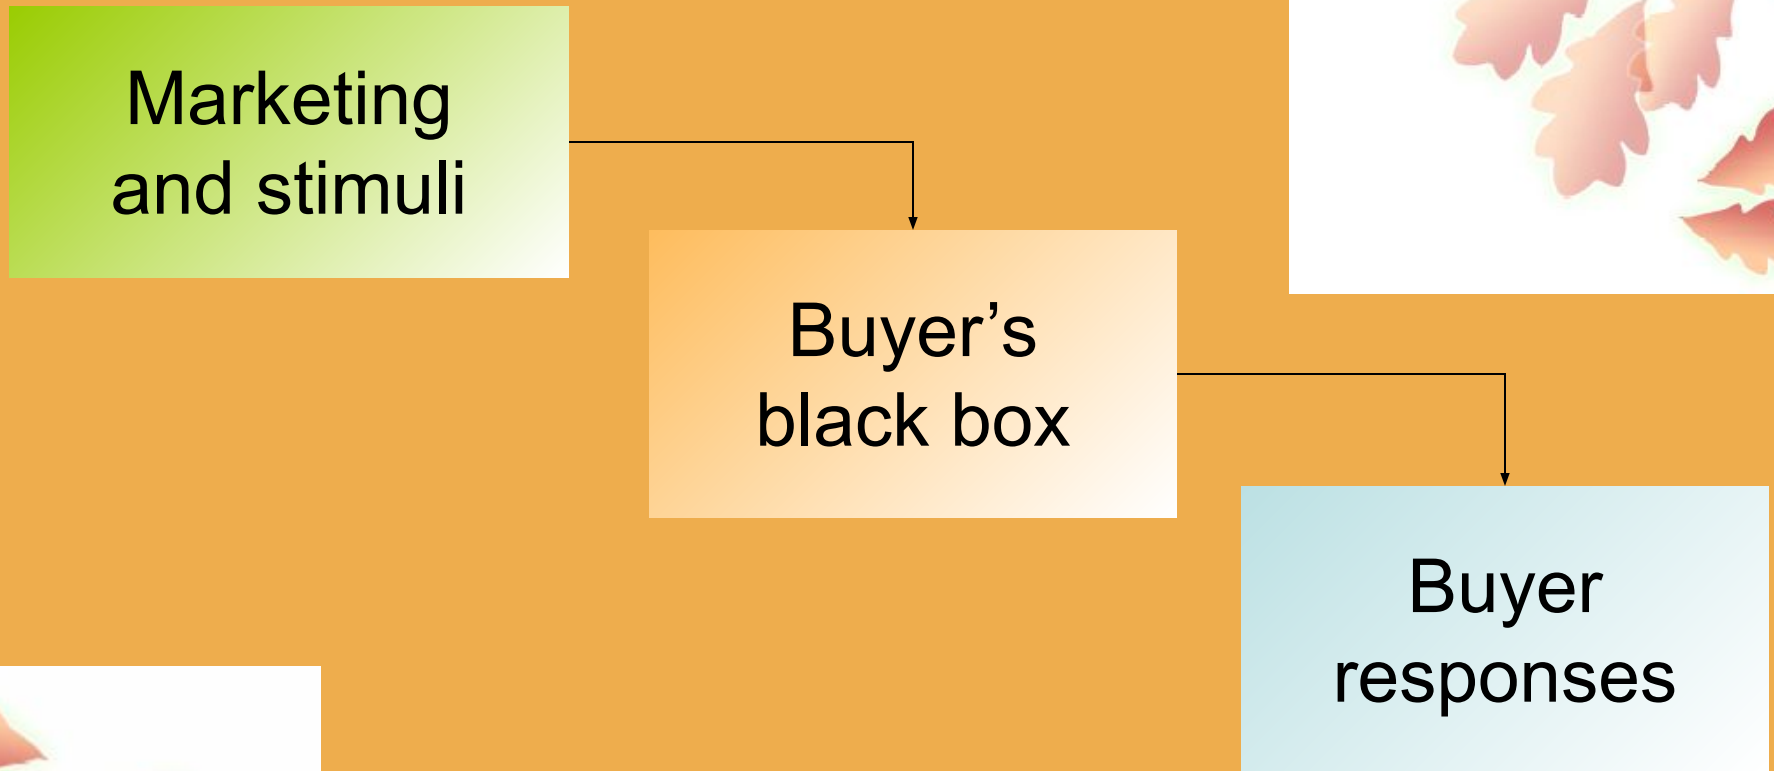 Marketing
and stimuli
Buyer’s
black box
Buyer
responses